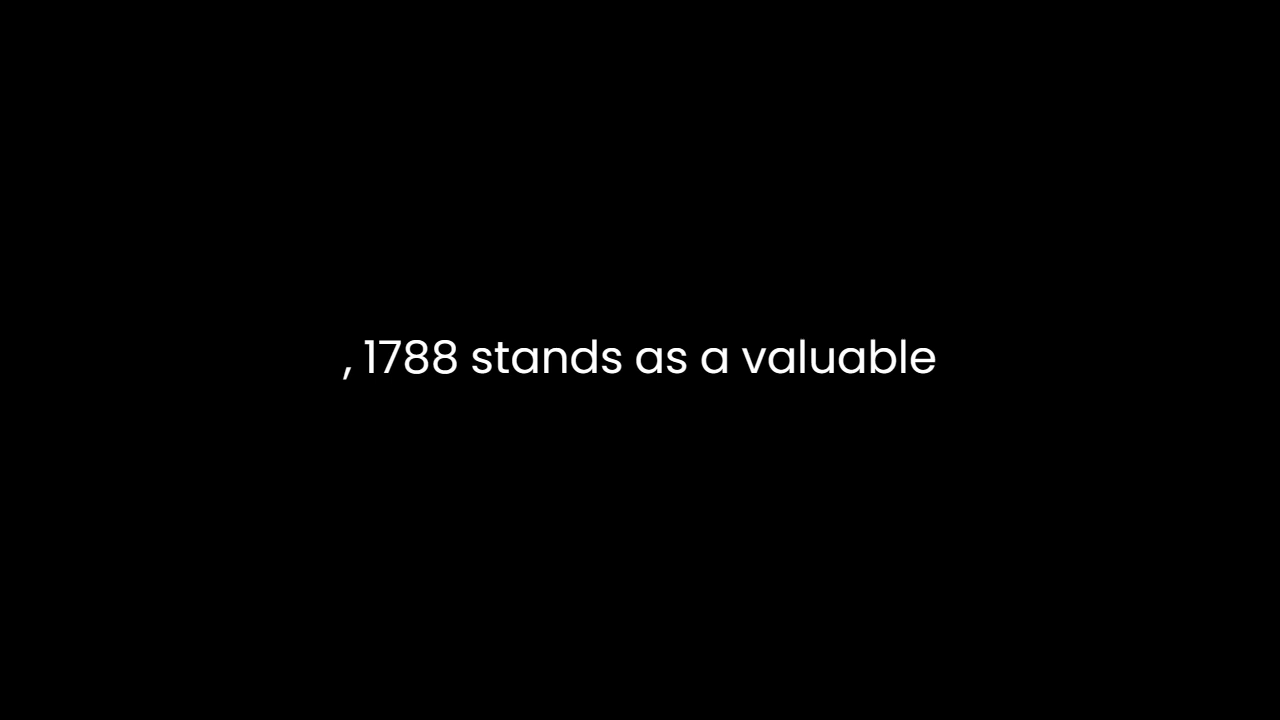 , 1788 stands as a valuable